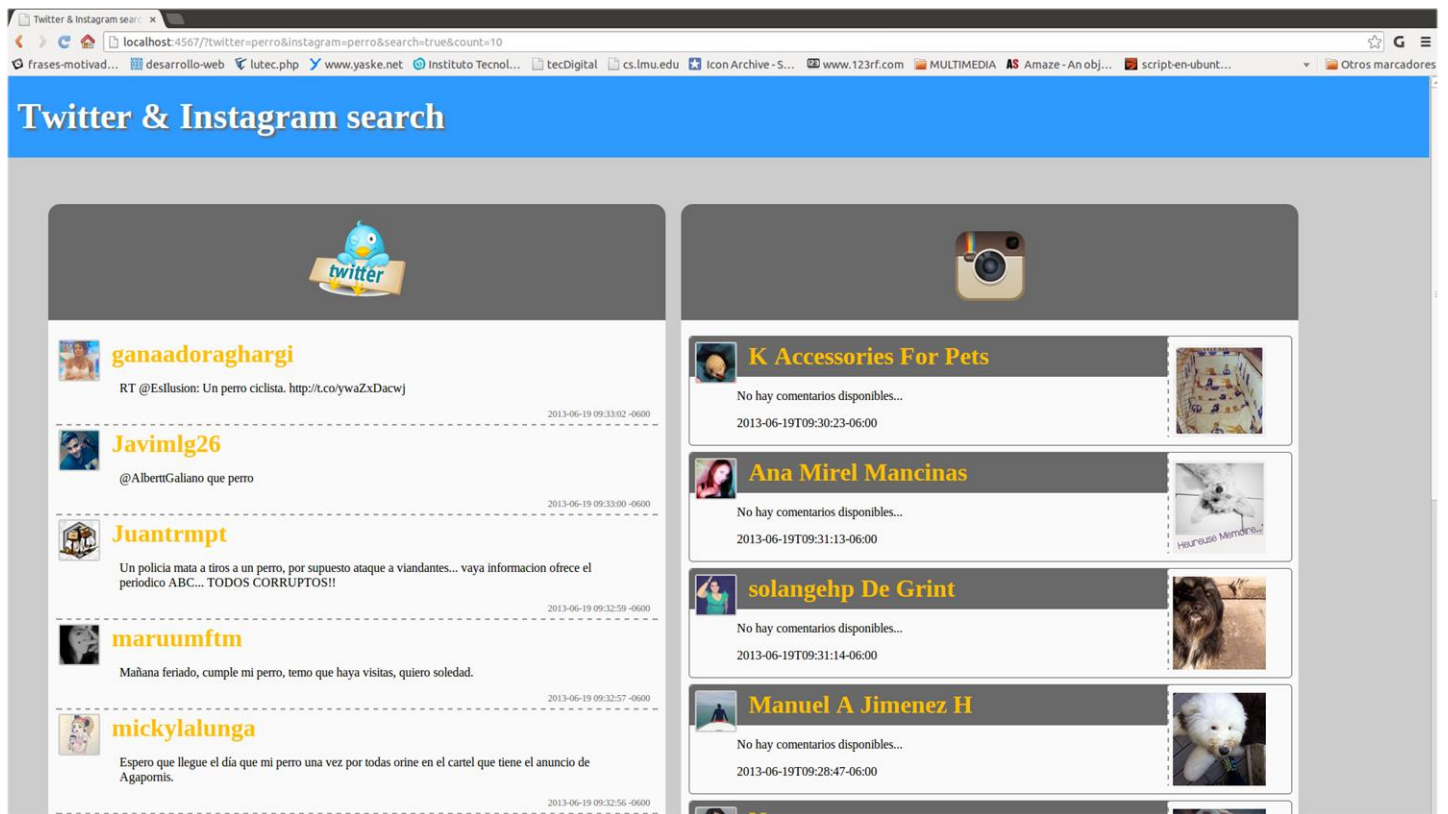 Twitter & Instagram searc
localhost:4567/?twitter=perro&instagram=perro&search=true&count=10
frases-motivad... desarrollo-web lutec.php www.yaske.net Instituto Tecnol... tecDigital cs.lmu.edu Icon Archive - S... www.123rf.com MULTIMEDIA AS Amaze - An obj... script-en-ubunt... Otros marcadores
Twitter & Instagram search
twitter
ganaadoraghargi
RT @EsIlusion: Un perro ciclista. http://t.co/ywaZxDacwj
2013-06-19 09:33:02 -0600
Javimlg26
@AlberttGaliano que perro
2013-06-19 09:33:00 -0600
Juantrmpt
Un policia mata a tiros a un perro, por supuesto ataque a viandantes... vaya informacion ofrece el
periodico ABC... TODOS CORRUPTOS!!
2013-06-19 09:32:59 -0600
maruumftm
Mañana feriado, cumple mi perro, temo que haya visitas, quiero soledad.
2013-06-19 09:32:57 -0600
mickylalunga
Espero que llegue el día que mi perro una vez por todas orine en el cartel que tiene el anuncio de
Agapornis.
2013-06-19 09:32:56 -0600
K Accessories For Pets
No hay comentarios disponibles...
2013-06-19T09:30:23-06:00
Ana Mirel Mancinas
No hay comentarios disponibles...
2013-06-19T09:31:13-06:00
Heureuse Memoire...
solangehp De Grint
No hay comentarios disponibles...
2013-06-19T09:31:14-06:00
Manuel A Jimenez H
No hay comentarios disponibles...
2013-06-19T09:28:47-06:00